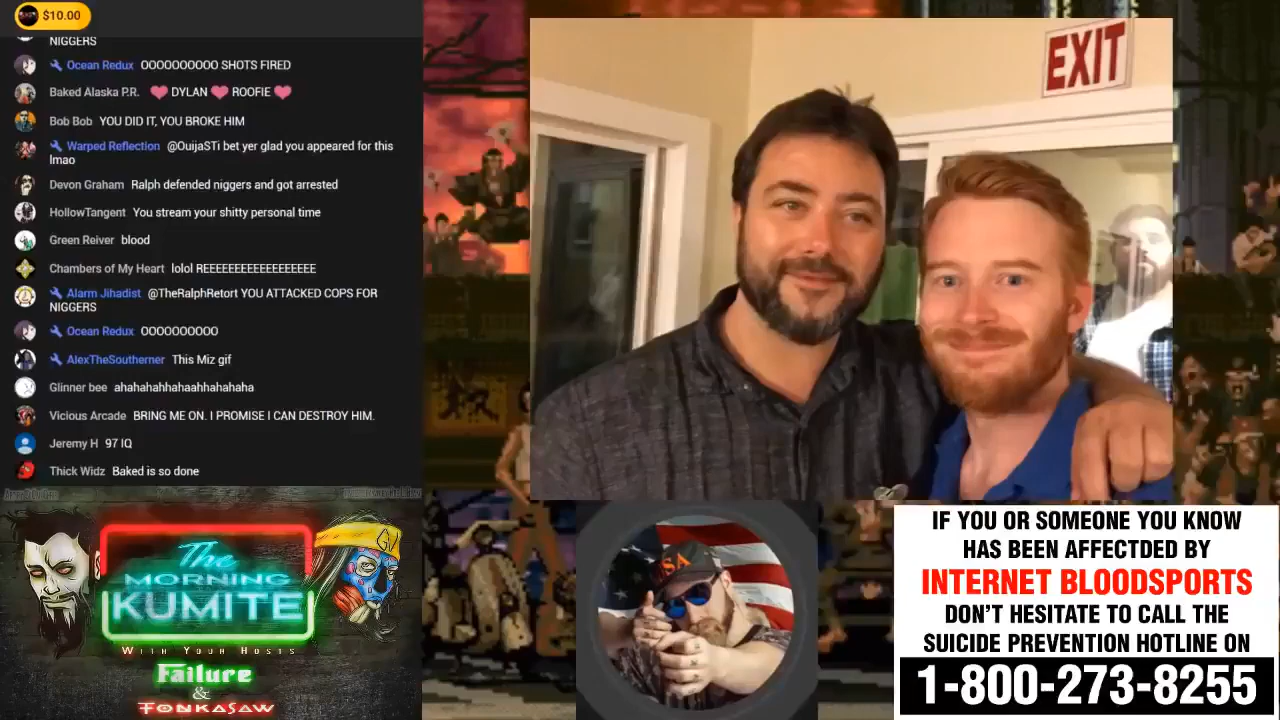 $10.00
NIGGERS
Ocean Redux OOOOOOOOOO SHOTS FIRED
Baked Alaska P.R. DYLAN ROOFIE
Bob Bob YOU DID IT, YOU BROKE HIM
Warped Reflection @OuijaSTi bet yer glad you appeared for this
lmao
Devon Graham Ralph defended niggers and got arrested
HollowTangent You stream your shitty personal time
Green Reiver blood
Chambers of My Heart lolol REEEEEEEEEEEEEEEEEE
Alarm Jihadist @TheRalphRetort YOU ATTACKED COPS FOR
NIGGERS
Ocean Redux OOOOOOOOOO
AlexTheSoutherner This Miz gif
Glinner bee ahahahahhahaahhahahaha
Vicious Arcade BRING ME ON. I PROMISE I CAN DESTROY HIM.
Jeremy H 97 IQ
Thick Widz Baked is so done
EXIT
The
MORNING
KUMITE
WITH YOUR HOSTS
Failure
&
TONKASAW
USA
IF YOU OR SOMEONE YOU KNOW
HAS BEEN AFFECTDED BY
INTERNET BLOODSPORTS
DON'T HESITATE TO CALL THE
SUICIDE PREVENTION HOTLINE ON
1-800-273-8255